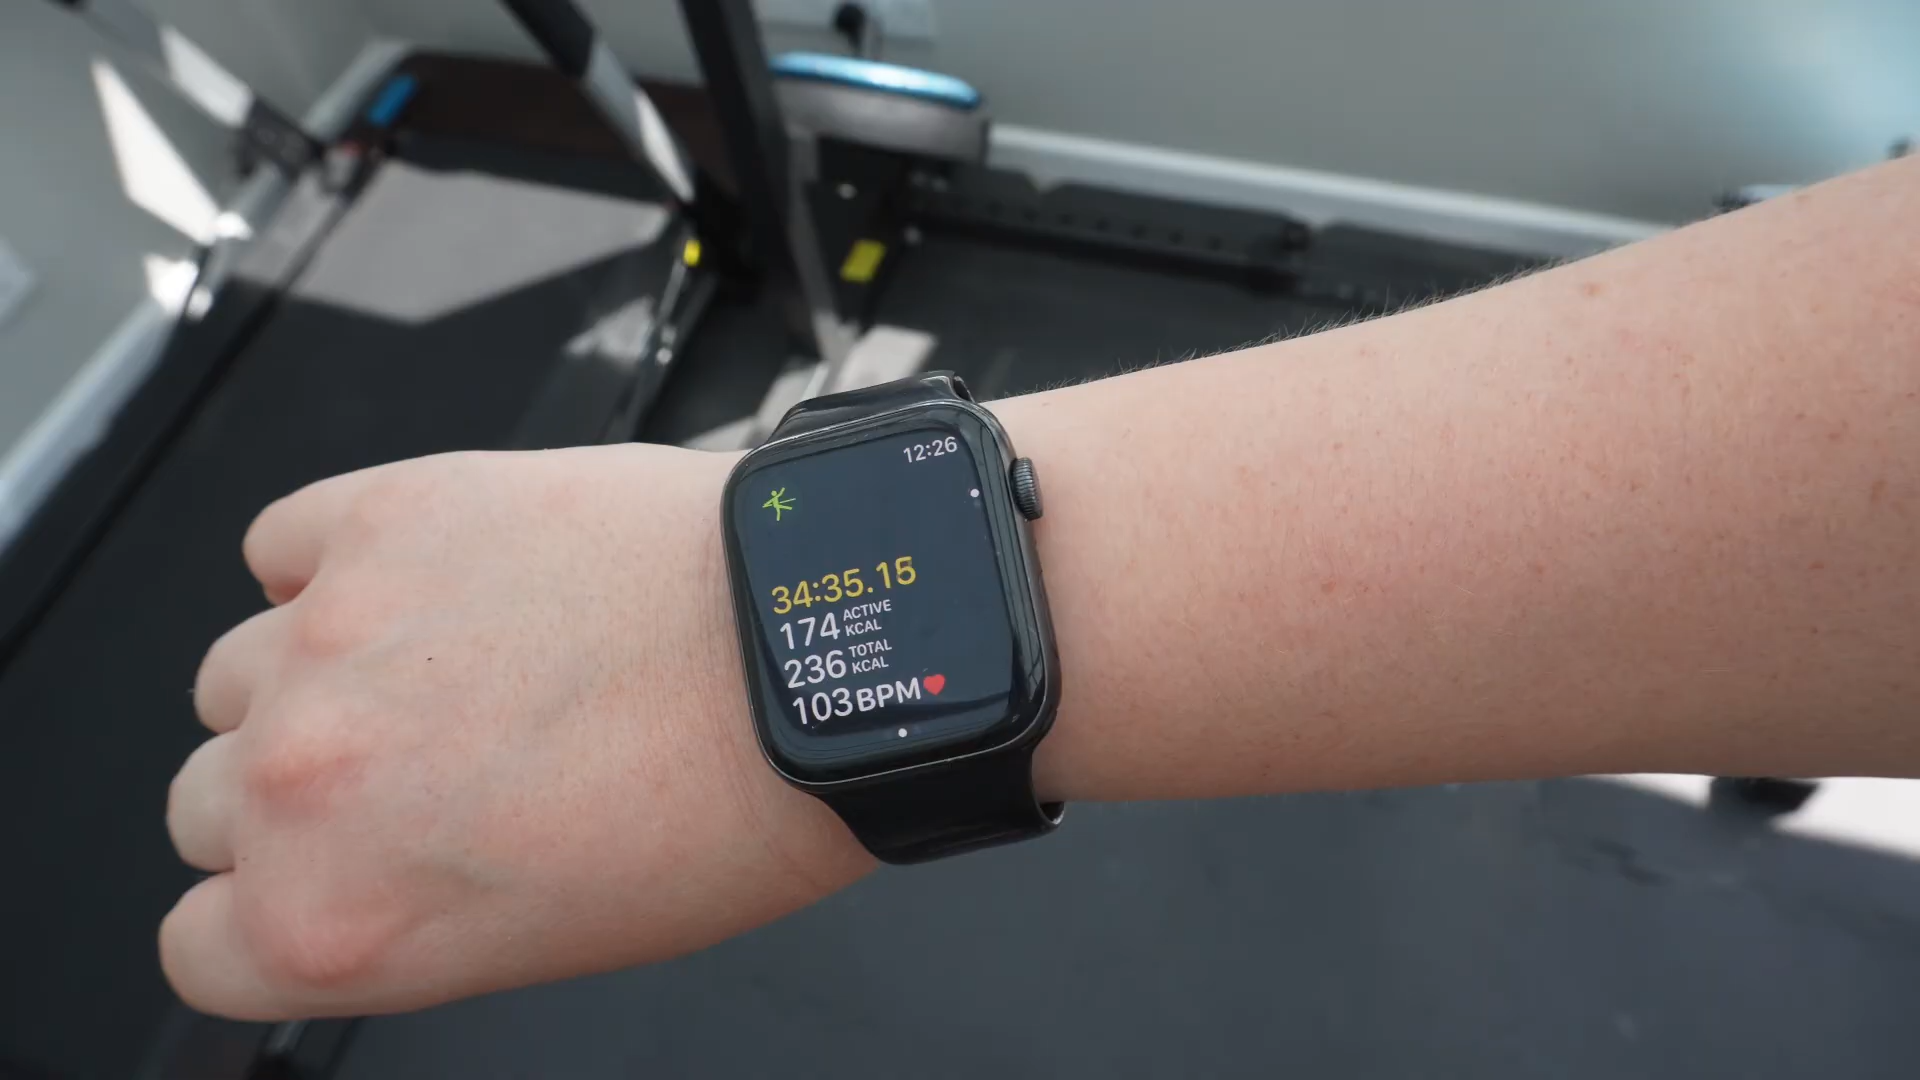 12:26
34:35.15
174 ACTIVE KCAL
236 TOTAL KCAL
103BPM